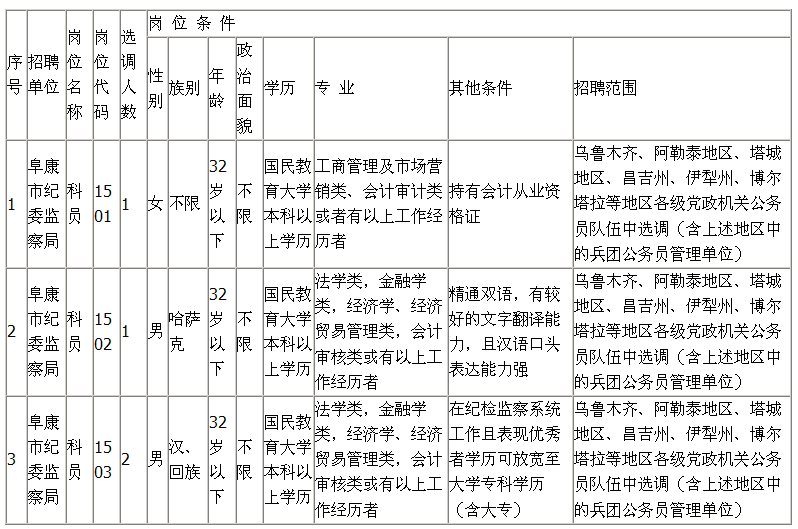 岗 位 条 件
序号
招聘单位
岗位名称
岗位代码
选调人数
性别
族别
年龄
政治面貌
学历
专 业
其他条件
招聘范围
1
阜康
市纪
委监
察局
科
员
15
01
1
女
不限
32
岁
以
下
不
限
国民教
育大学
本科以
上学历
工商管理及市场营
销类、会计审计类
或者有以上工作经
历者
持有会计从业资
格证
乌鲁木齐、阿勒泰地区、塔城
地区、昌吉州、伊犁州、博尔
塔拉等地区各级党政机关公务
员队伍中选调（含上述地区中
的兵团公务员管理单位）
2
阜康
市纪
委监
察局
科
员
15
02
1
男
哈萨
克
32
岁
以
下
不
限
国民教
育大学
本科以
上学历
法学类，金融学
类，经济学、经济
贸易管理类，会计
审核类或有以上工
作经历者
精通双语，有较
好的文字翻译能
力，且汉语口头
表达能力强
乌鲁木齐、阿勒泰地区、塔城
地区、昌吉州、伊犁州、博尔
塔拉等地区各级党政机关公务
员队伍中选调（含上述地区中
的兵团公务员管理单位）
3
阜康
市纪
委监
察局
科
员
15
03
2
男
汉、
回族
32
岁
以
下
不
限
国民教
育大学
本科以
上学历
法学类，金融学
类，经济学、经济
贸易管理类，会计
审核类或有以上工
作经历者
在纪检监察系统
工作且表现优秀
者学历可放宽至
大学专科学历
（含大专）
乌鲁木齐、阿勒泰地区、塔城
地区、昌吉州、伊犁州、博尔
塔拉等地区各级党政机关公务
员队伍中选调（含上述地区中
的兵团公务员管理单位）